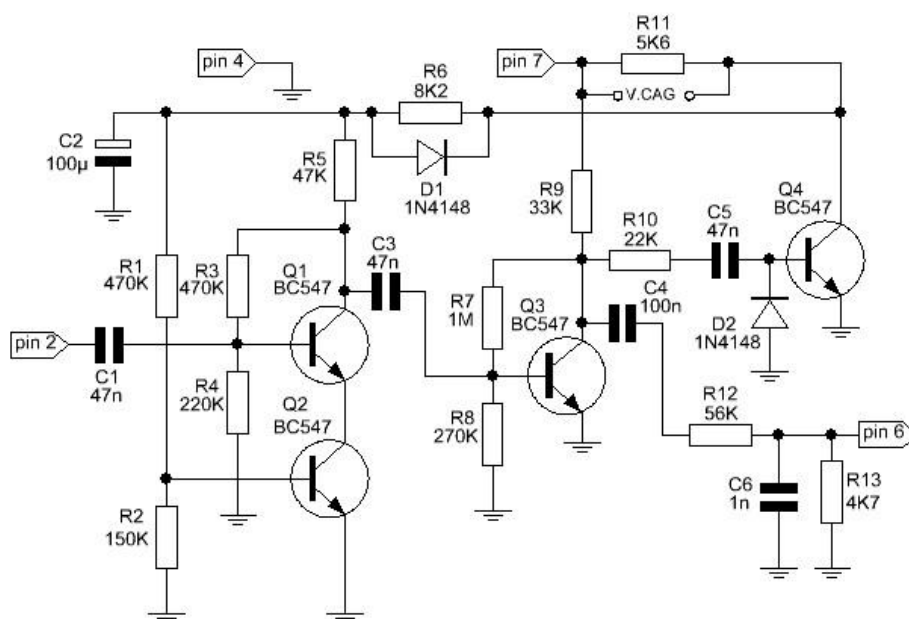 R11
5K6
pin 4
pin 7
R6
8K2
V.CAG
C2
100µ
R5
47K
D1
1N4148
R9
33K
Q4
BC547
C5
47n
R10
22K
C3
47n
R1
470K
R3
470K
Q1
BC547
R7
1M
Q3
BC547
C4
100n
D2
1N4148
pin 2
C1
47n
R4
220K
Q2
BC547
R8
270K
R12
56K
pin 6
C6
1n
R13
4K7
R2
150K